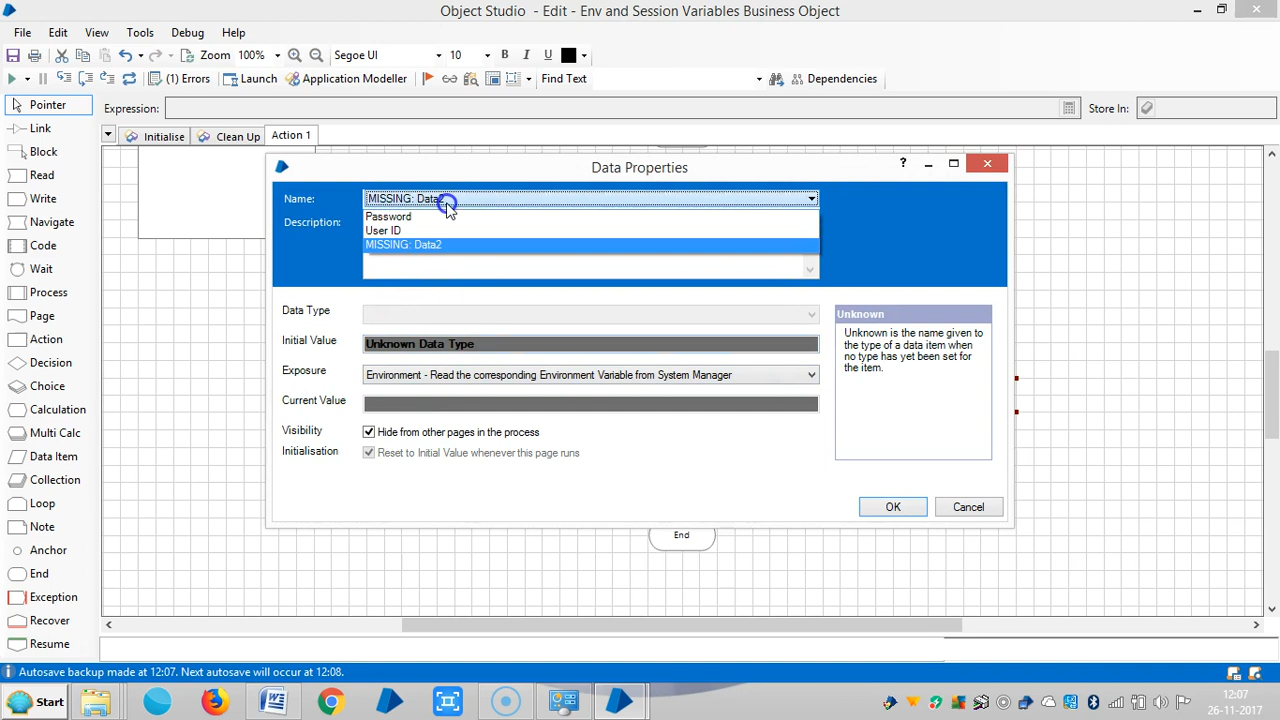 Object Studio - Edit - Env and Session Variables Business Object
File Edit View Tools Debug Help
Zoom 100% Segoe UI 10 B I U
(1) Errors Launch Application Modeller Find Text Dependencies
Pointer Expression: Store In:
Link
Initialise Clean Up Action 1
Block
Read
Write
Navigate
Code
Wait
Process
Page
Action
Decision
Choice
Calculation
Multi Calc
Data Item
Collection
Loop
Note
Anchor
End
Exception
Recover
Resume
Data Properties
?
Name: MISSING: Data2
Password
Description: User ID
MISSING: Data2
Data Type
Initial Value Unknown Data Type
Exposure Environment - Read the corresponding Environment Variable from System Manager
Current Value
Visibility Hide from other pages in the process
Initialisation Reset to Initial Value whenever this page runs
Unknown
Unknown is the name given to
the type of a data item when
no type has yet been set for
the item.
OK Cancel
End
Autosave backup made at 12:07. Next autosave will occur at 12:08.
Start
12:07
26-11-2017